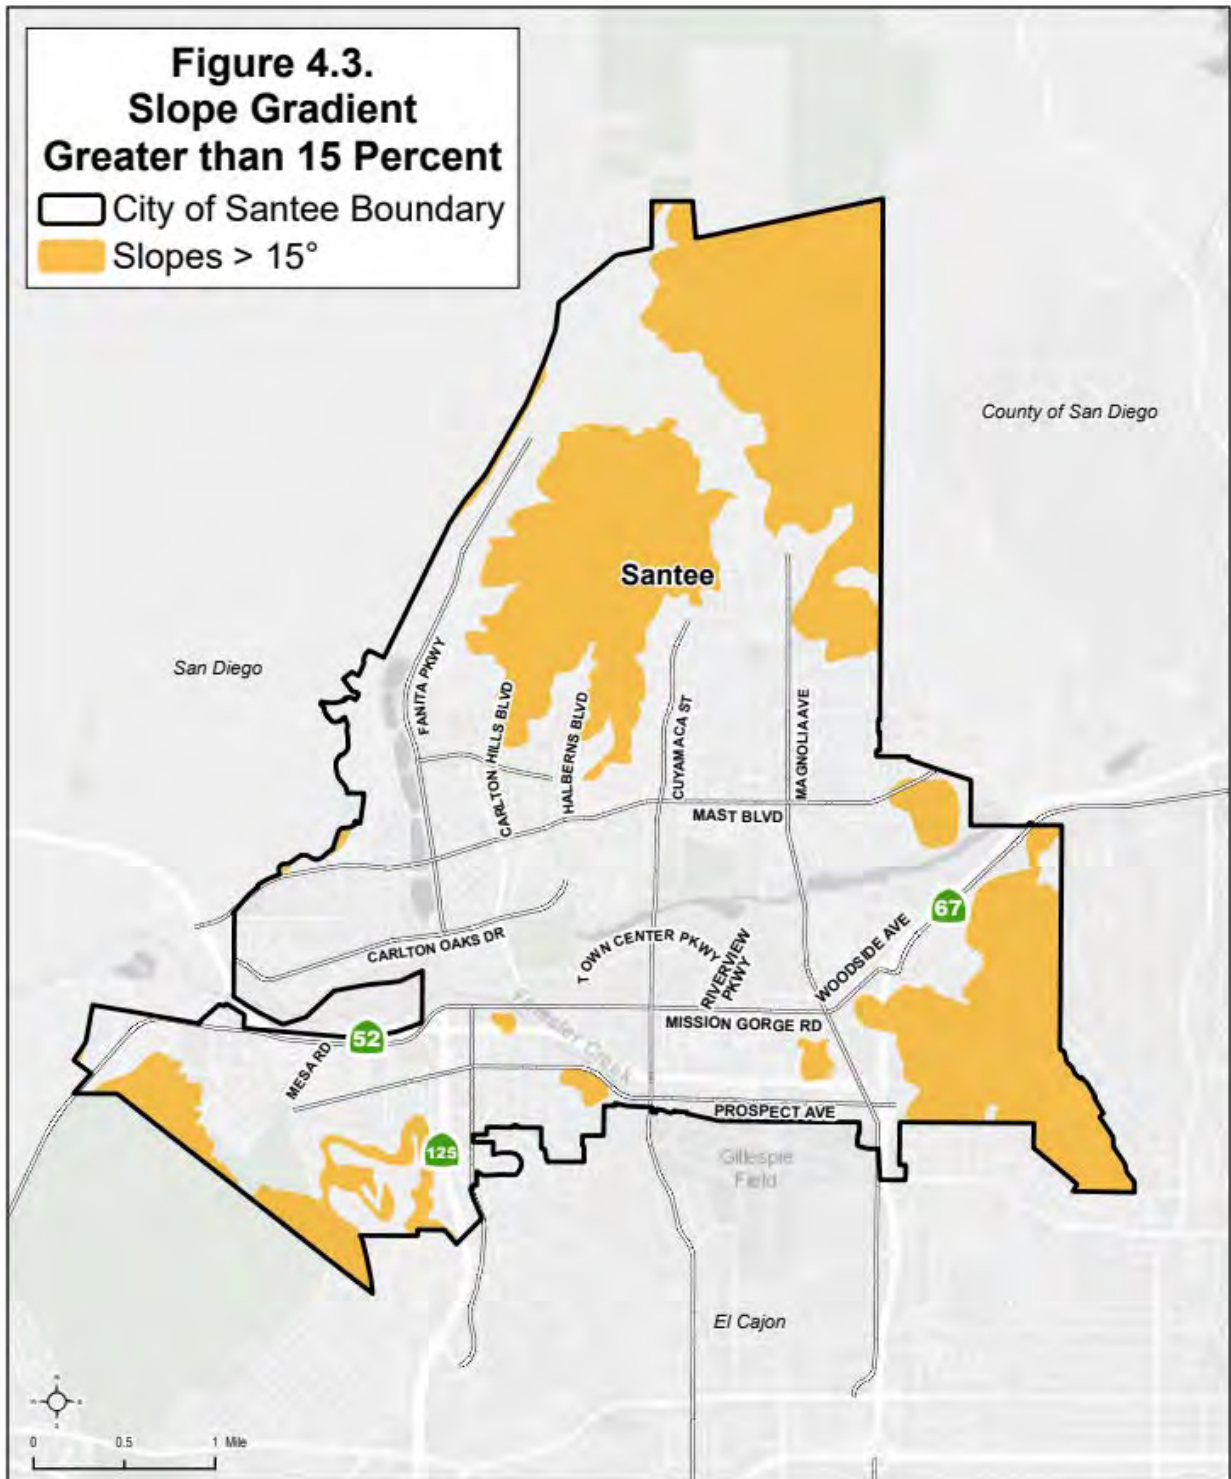 Figure 4.3.
Slope Gradient
Greater than 15 Percent
City of Santee Boundary
Slopes > 15°
County of San Diego
Santee
San Diego
FANITA PKWY
CARLTON HILLS BLVD
HALBERNS BLVD
CUYAMACA ST
MAGNOLIA AVE
MAST BLVD
67
CARLTON OAKS DR
TOWN CENTER PKWY
RIVERVIEW
PKWY
WOODSIDE AVE
MISSION GORGE RD
52
MESA RD
PROSPECT AVE
125
Gillespie
Field
El Cajon
N
W
E
S
0
0.5
1 Mile